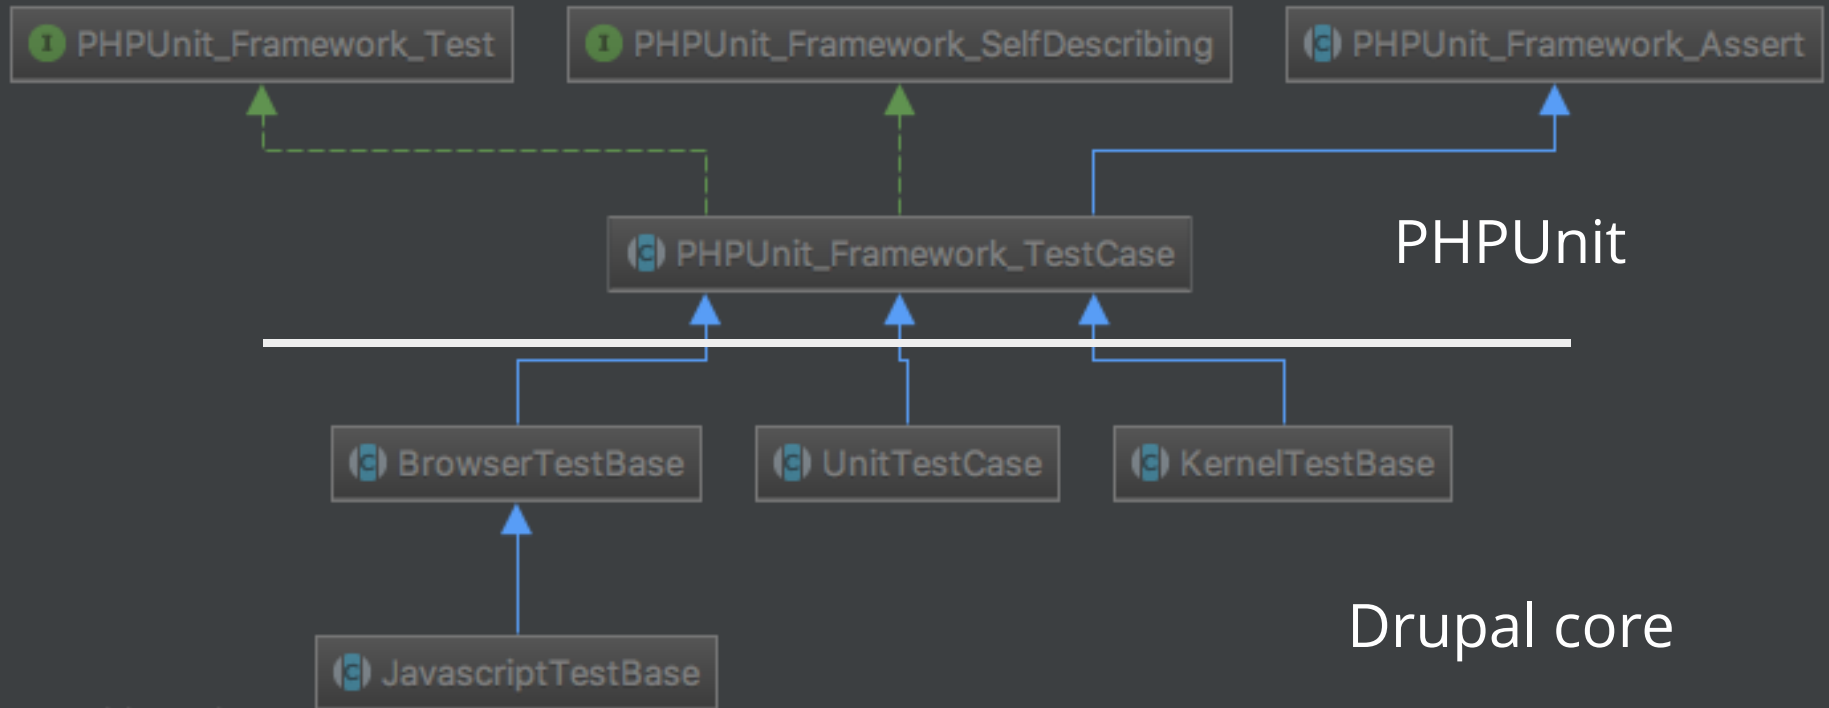 I PHPUnit_Framework_Test
I PHPUnit_Framework_SelfDescribing
C PHPUnit_Framework_Assert
C PHPUnit_Framework_TestCase
PHPUnit
C BrowserTestBase
C UnitTestCase
C KernelTestBase
Drupal core
C JavascriptTestBase